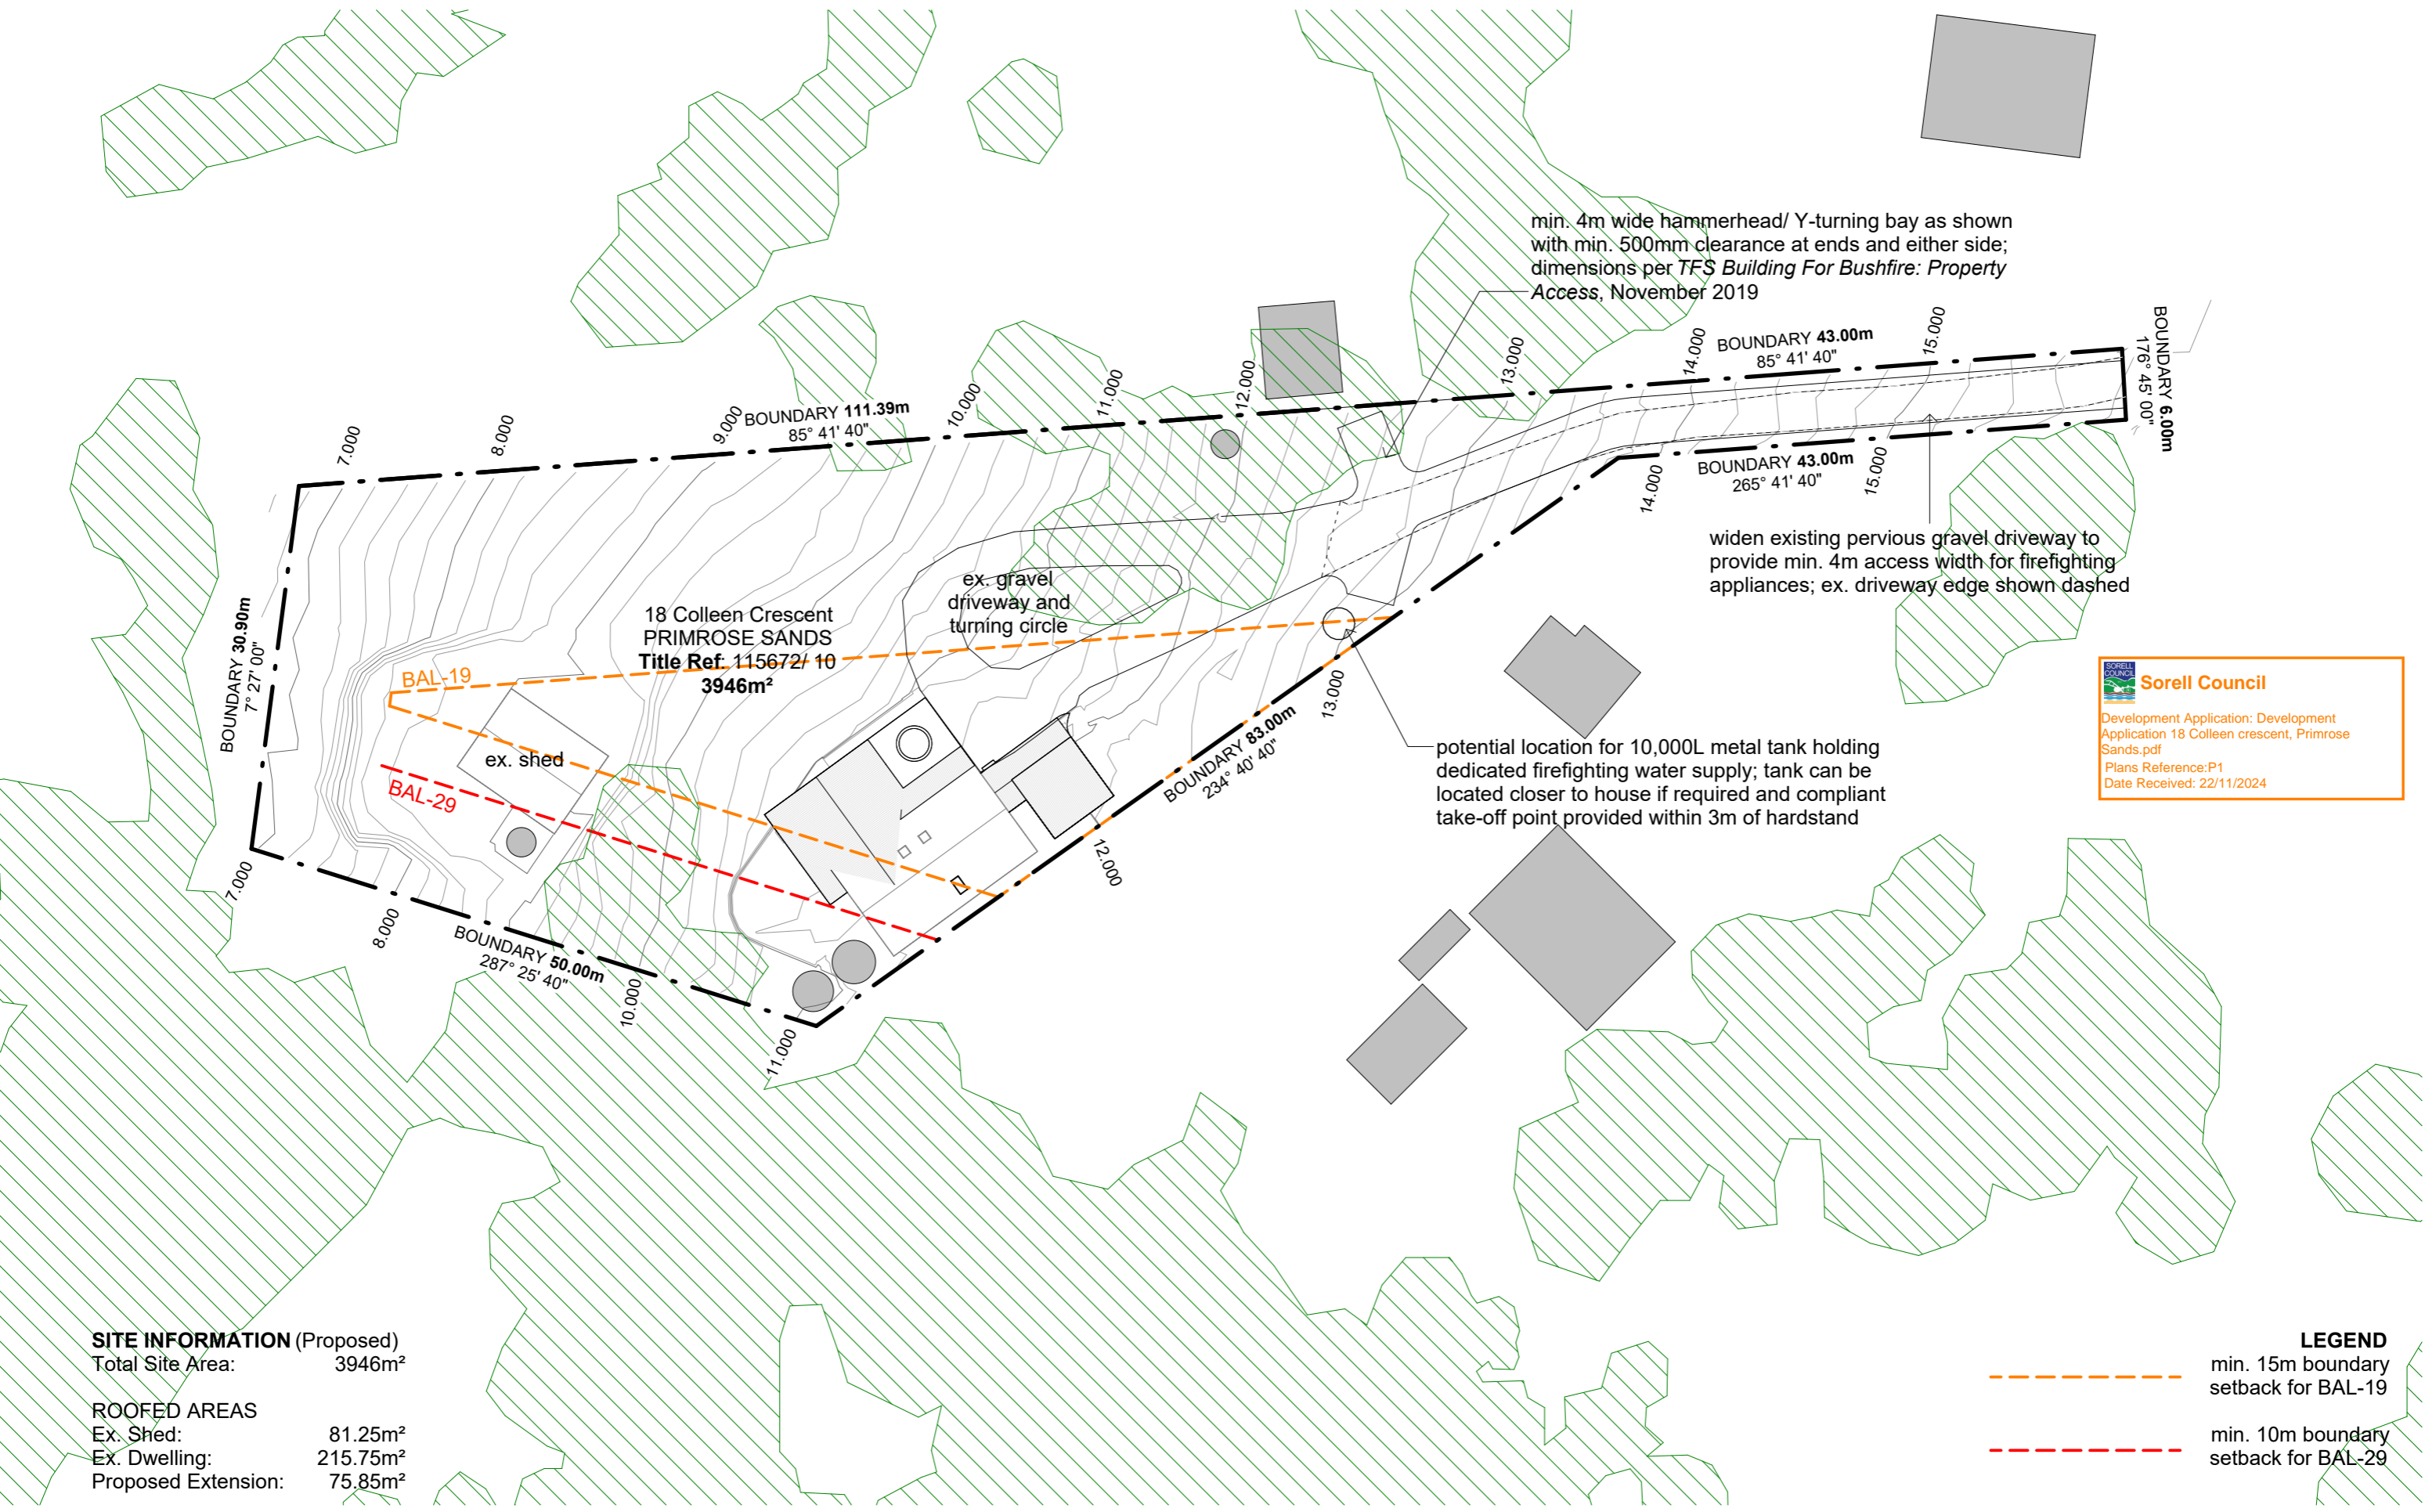 min. 4m wide hammerhead/ Y-turning bay as shown
with min. 500mm clearance at ends and either side;
dimensions per TFS Building For Bushfire: Property
Access, November 2019
BOUNDARY 43.00m
85° 41' 40"
15.000
14.000
13.000
BOUNDARY 6.00m
176° 45' 00"
12.000
11.000
10.000
BOUNDARY 111.39m
85° 41' 40"
9.000
8.000
7.000
BOUNDARY 43.00m
265° 41' 40"
14.000
15.000
widen existing pervious gravel driveway to
provide min. 4m access width for firefighting
appliances; ex. driveway edge shown dashed
ex. gravel
driveway and
turning circle
18 Colleen Crescent
PRIMROSE SANDS
Title Ref: 115672/ 10
3946m²
BOUNDARY 30.90m
7° 27' 00"
BAL-19
BAL-29
ex. shed
BOUNDARY 83.00m
234° 40' 40"
13.000
12.000
potential location for 10,000L metal tank holding
dedicated firefighting water supply; tank can be
located closer to house if required and compliant
take-off point provided within 3m of hardstand
SORELL
COUNCIL
Sorell Council
Development Application: Development
Application 18 Colleen crescent, Primrose
Sands.pdf
Plans Reference:P1
Date Received: 22/11/2024
7.000
8.000
BOUNDARY 50.00m
287° 25' 40"
10.000
11.000
SITE INFORMATION (Proposed)
Total Site Area: 3946m²
ROOFED AREAS
Ex. Shed: 81.25m²
Ex. Dwelling: 215.75m²
Proposed Extension: 75.85m²
LEGEND
min. 15m boundary
setback for BAL-19
min. 10m boundary
setback for BAL-29